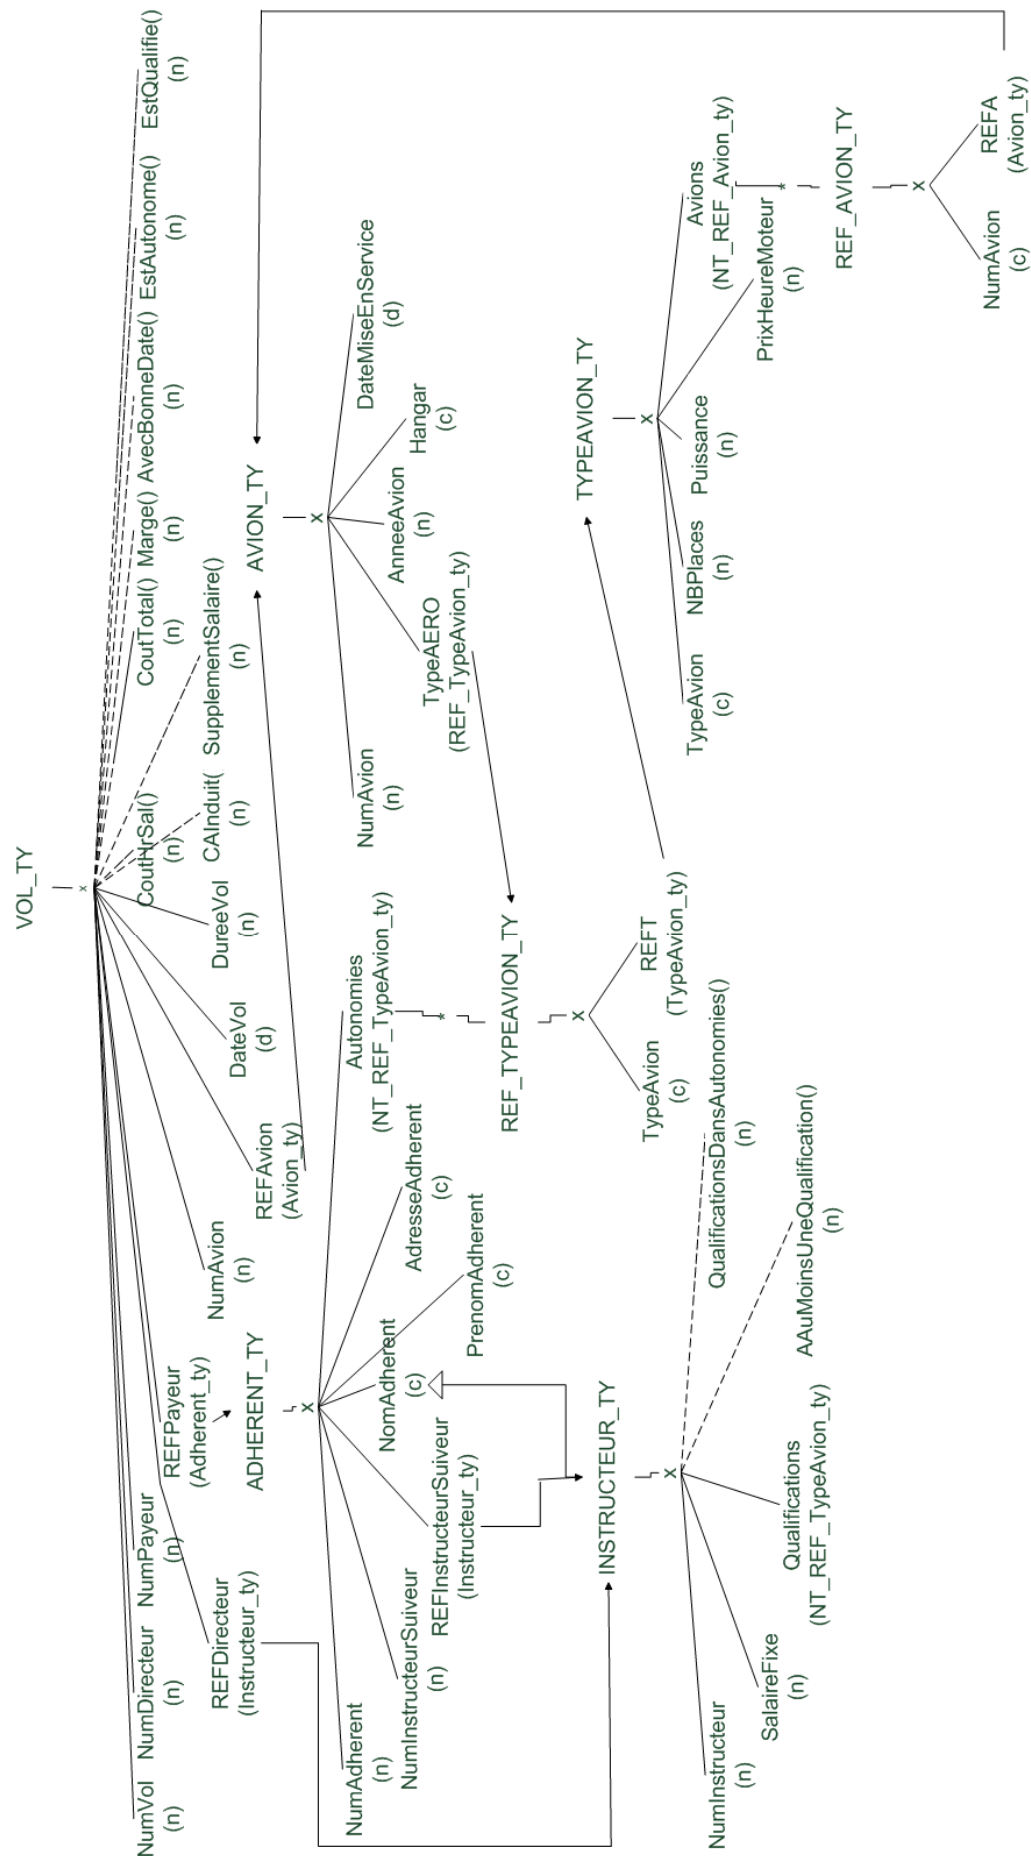 VOL_TY
NumVol
(n)
NumDirecteur
(n)
NumPayeur
(n)
REFDirecteur
(Instructeur_ty)
REFPayeur
(Adherent_ty)
NumAvion
(n)
REFAvion
(Avion_ty)
DateVol
(d)
DureeVol
(n)
CoutHrSal()
(n)
CAInduit(
(n)
SupplementSalaire()
(n)
CoutTotal()
(n)
Marge()
(n)
AvecBonneDate()
(n)
EstAutonome()
(n)
EstQualifie()
(n)
ADHERENT_TY
x
NumAdherent
(n)
NumInstructeurSuiveur
(n)
REFInstructeurSuiveur
(Instructeur_ty)
NomAdherent
(c)
PrenomAdherent
(c)
AdresseAdherent
(c)
Autonomies
(NT_REF_TypeAvion_ty)
*
AVION_TY
x
NumAvion
(n)
TypeAERO
(REF_TypeAvion_ty)
AnneeAvion
(n)
Hangar
(c)
DateMiseEnService
(d)
REF_TYPEAVION_TY
x
TypeAvion
(c)
REFT
(TypeAvion_ty)
TYPEAVION_TY
x
TypeAvion
(c)
NBPlaces
(n)
Puissance
(n)
PrixHeureMoteur
(n)
Avions
(NT_REF_Avion_ty)
*
REF_AVION_TY
x
NumAvion
(c)
REFA
(Avion_ty)
INSTRUCTEUR_TY
x
NumInstructeur
(n)
SalaireFixe
(n)
Qualifications
(NT_REF_TypeAvion_ty)
AAuMoinsUneQualification()
(n)
QualificationsDansAutonomies()
(n)